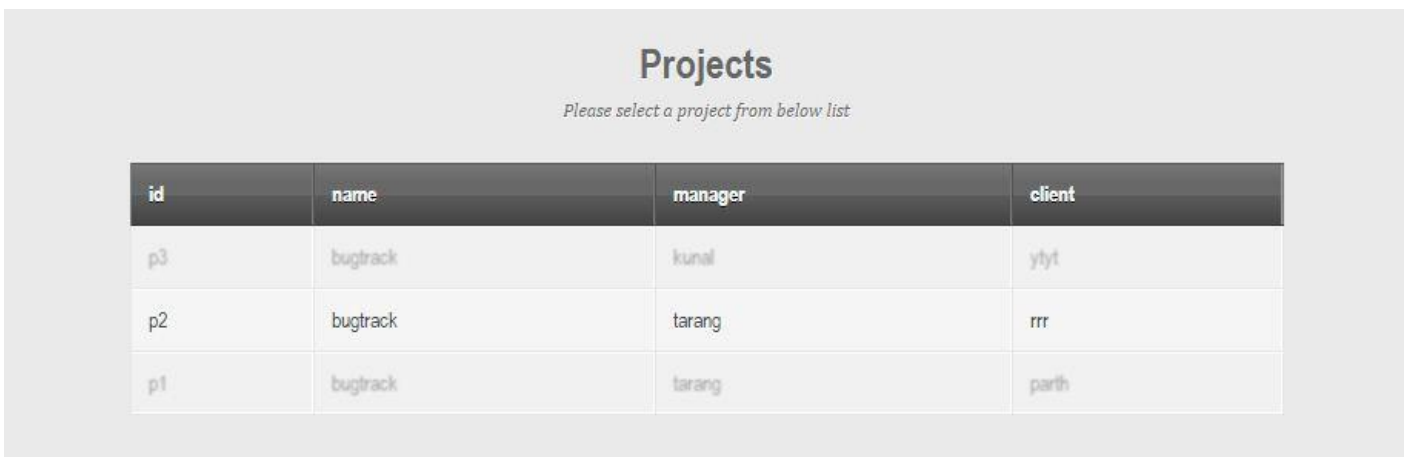 Projects
Please select a project from below list
id name manager client
p3 bugtrack kunal ytyt
p2 bugtrack tarang rrr
p1 bugtrack tarang parth